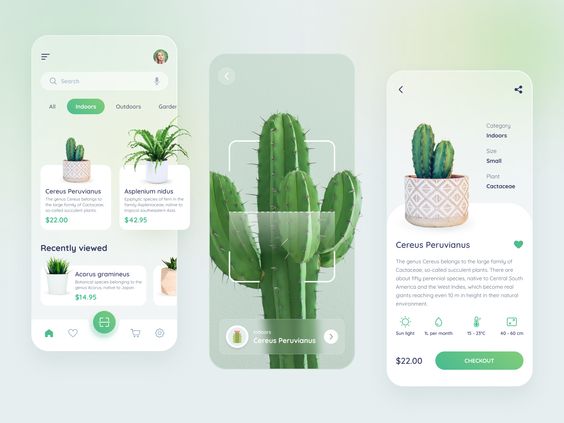 Search
All
Indoors
Outdoors
Garden
Cereus Peruvianus
The genus Cereus belongs to
the large family of Cactaceae,
so-called succulent plants.
$22.00
Asplenium nidus
Epiphytic species of fern in the
family Aspleniaceae, native to
tropical southeastern Asia.
$42.95
Recently viewed
Acorus gramineus
Botanical species belonging to the
genus Acorus, native to Japan
$14.95
Indoors
Cereus Peruvianus
Category
Indoors
Size
Small
Plant
Cactaceae
Cereus Peruvianus
The genus Cereus belongs to the large family of
Cactaceae, so-called succulent plants. There are
about fifty perennial species, native to Central South
America and the West Indies, which become real
giants reaching even 10 m in height in their natural
environment.
Sun light
1L per month
15 - 23°C
40 - 60 cm
$22.00
CHECKOUT